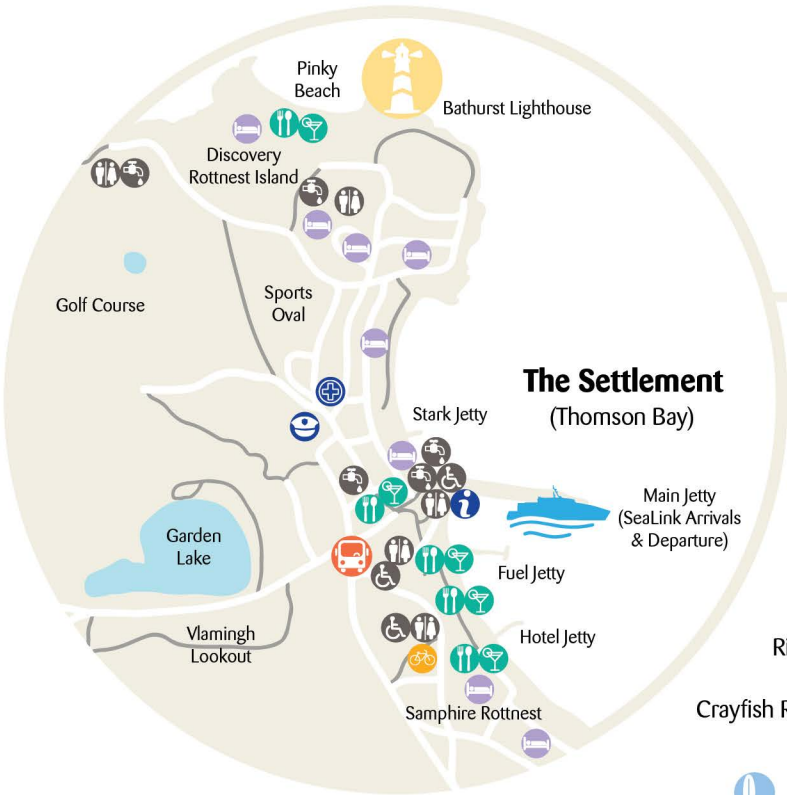 Pinky
Beach
Bathurst Lighthouse
Discovery
Rottnest Island
Golf Course
Sports
Oval
The Settlement
(Thomson Bay)
Stark Jetty
Main Jetty
(SeaLink Arrivals
& Departure)
Garden
Lake
Fuel Jetty
Vlamingh
Lookout
Hotel Jetty
Samphire Rottnest
Crayfish